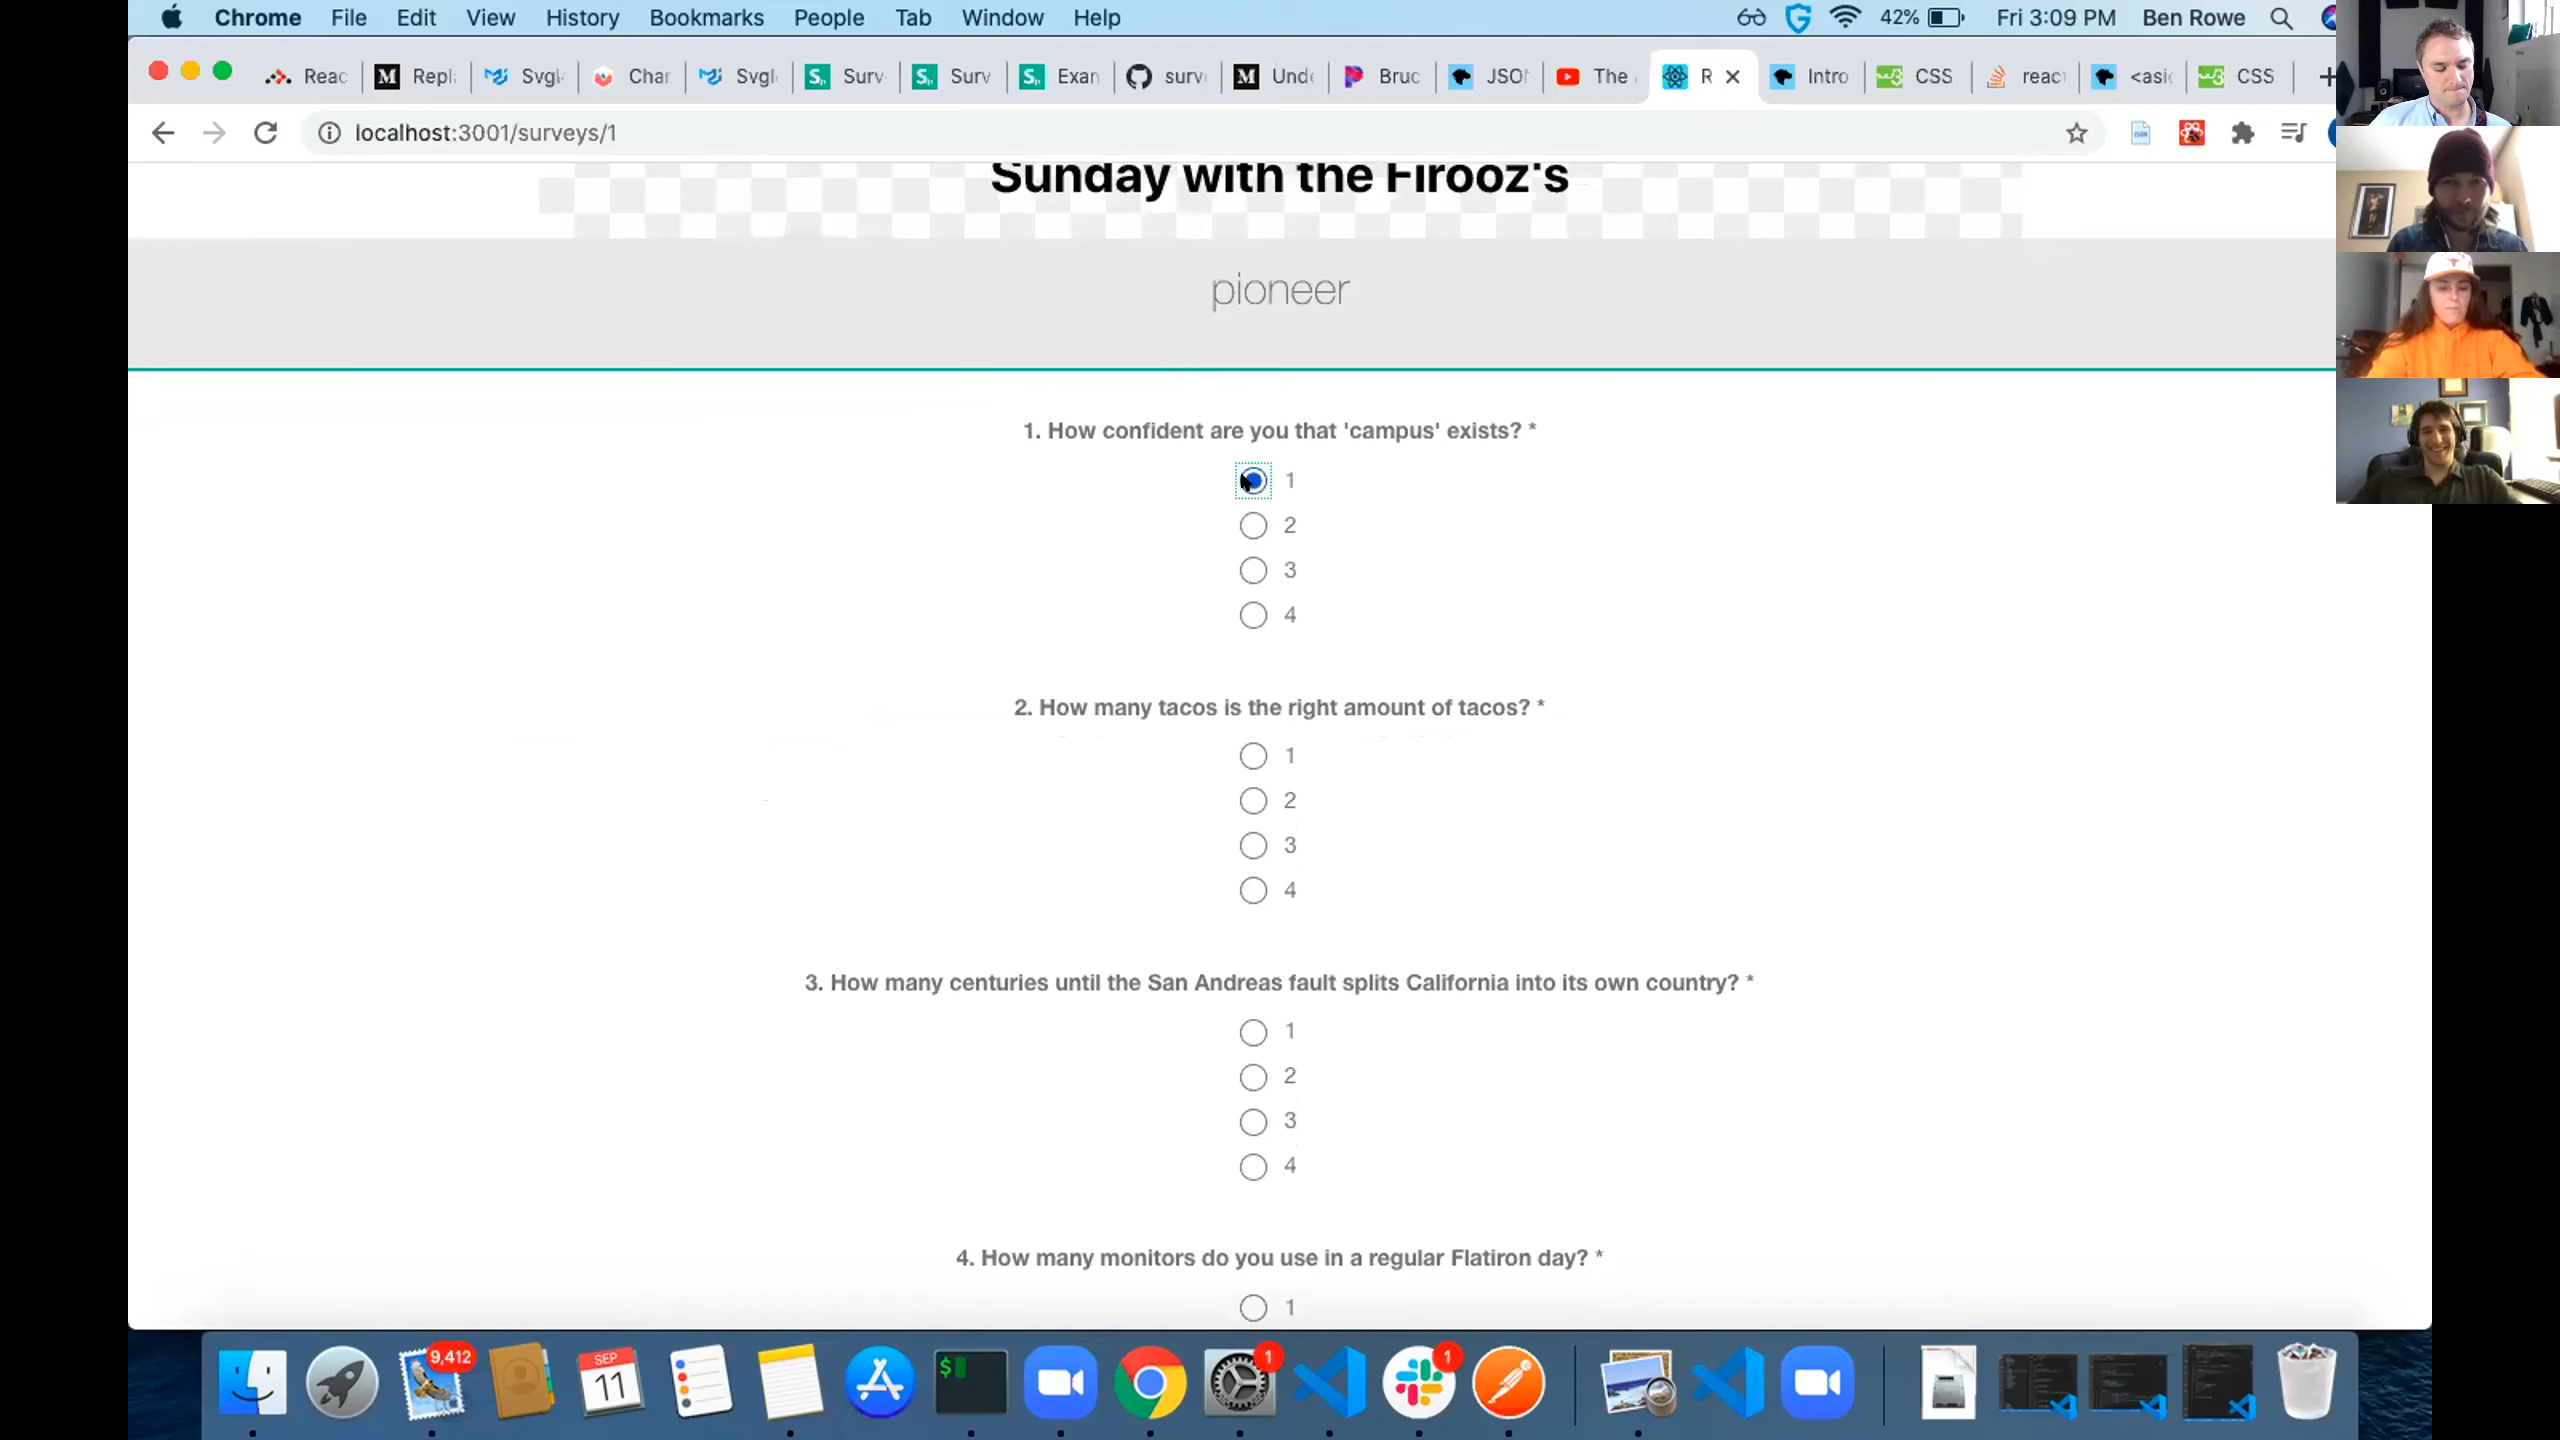 Chrome File Edit View History Bookmarks People Tab Window Help 42% Fri 3:09 PM Ben Rowe
Reac Repl Svgl Char Svgl Surv Surv Exan surv Und Bruc JSO The R Intro CSS reac <asi CSS
localhost:3001/surveys/1
Sunday with the Firooz's
pioneer
1. How confident are you that 'campus' exists? *
1
2
3
4
2. How many tacos is the right amount of tacos? *
1
2
3
4
3. How many centuries until the San Andreas fault splits California into its own country? *
1
2
3
4
4. How many monitors do you use in a regular Flatiron day? *
1
9,412 SEP 11 $ 1 1